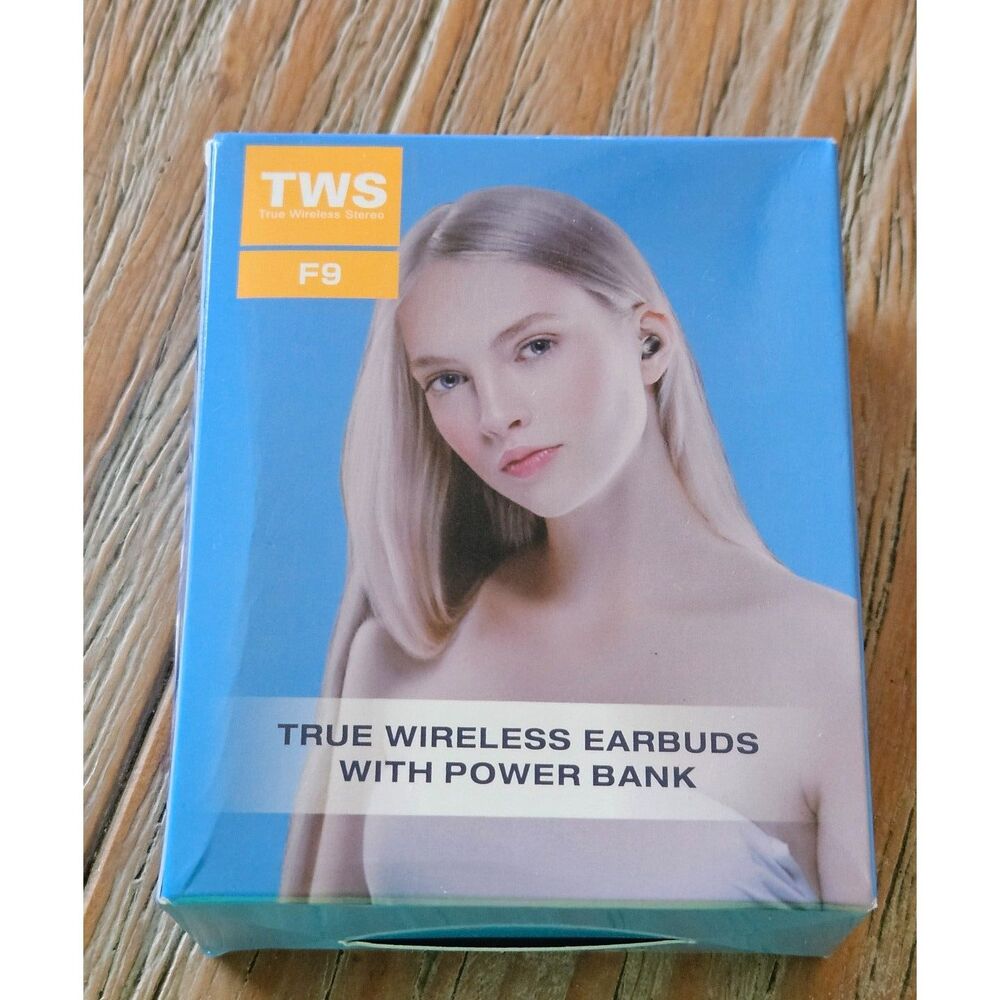 TWS
True Wireless Stereo
F9
TRUE WIRELESS EARBUDS
WITH POWER BANK